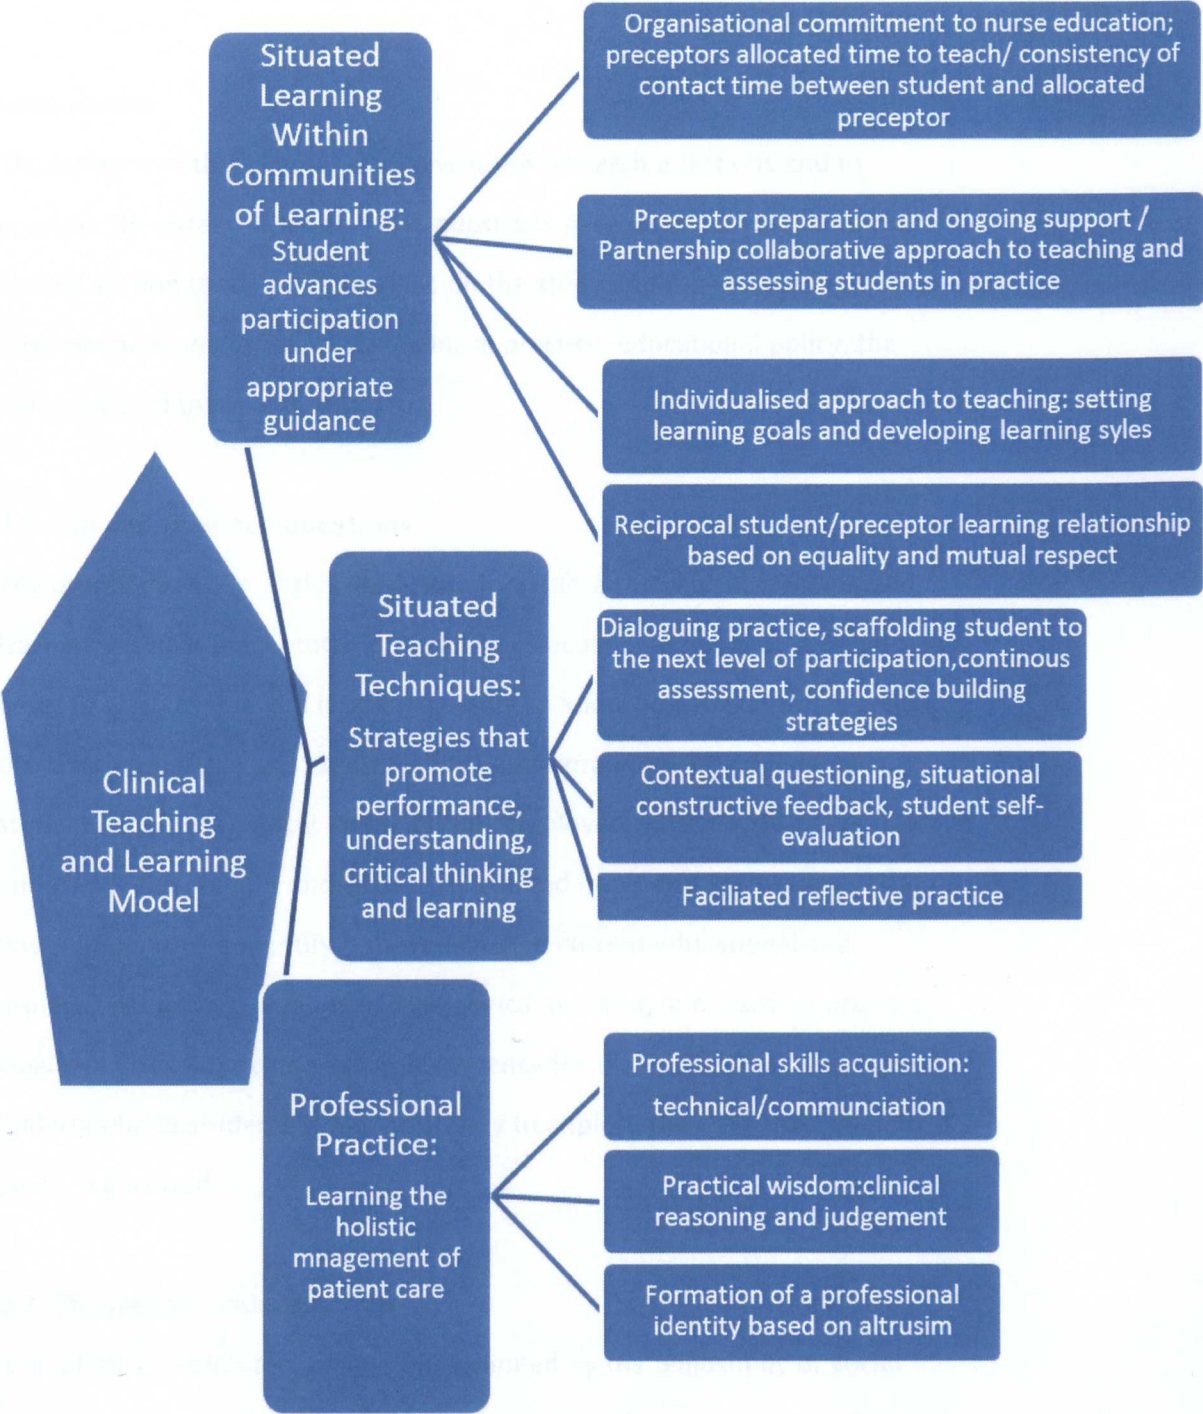 Situated
Learning
Within
Communities
of Learning:
Student
advances
participation
under
appropriate
guidance
Organisational commitment to nurse education;
preceptors allocated time to teach/ consistency of
contact time between student and allocated
preceptor
Preceptor preparation and ongoing support /
Partnership collaborative approach to teaching and
assessing students in practice
Individualised approach to teaching: setting
learning goals and developing learning syles
Reciprocal student/preceptor learning relationship
based on equality and mutual respect
Clinical
Teaching
and Learning
Model
Situated
Teaching
Techniques:
Strategies that
promote
performance,
understanding,
critical thinking
and learning
Dialoguing practice, scaffolding student to
the next level of participation,continous
assessment, confidence building
strategies
Contextual questioning, situational
constructive feedback, student self-
evaluation
Faciliated reflective practice
Professional
Practice:
Learning the
holistic
mnagement of
patient care
Professional skills acquisition:
technical/communciation
Practical wisdom:clinical
reasoning and judgement
Formation of a professional
identity based on altrusim